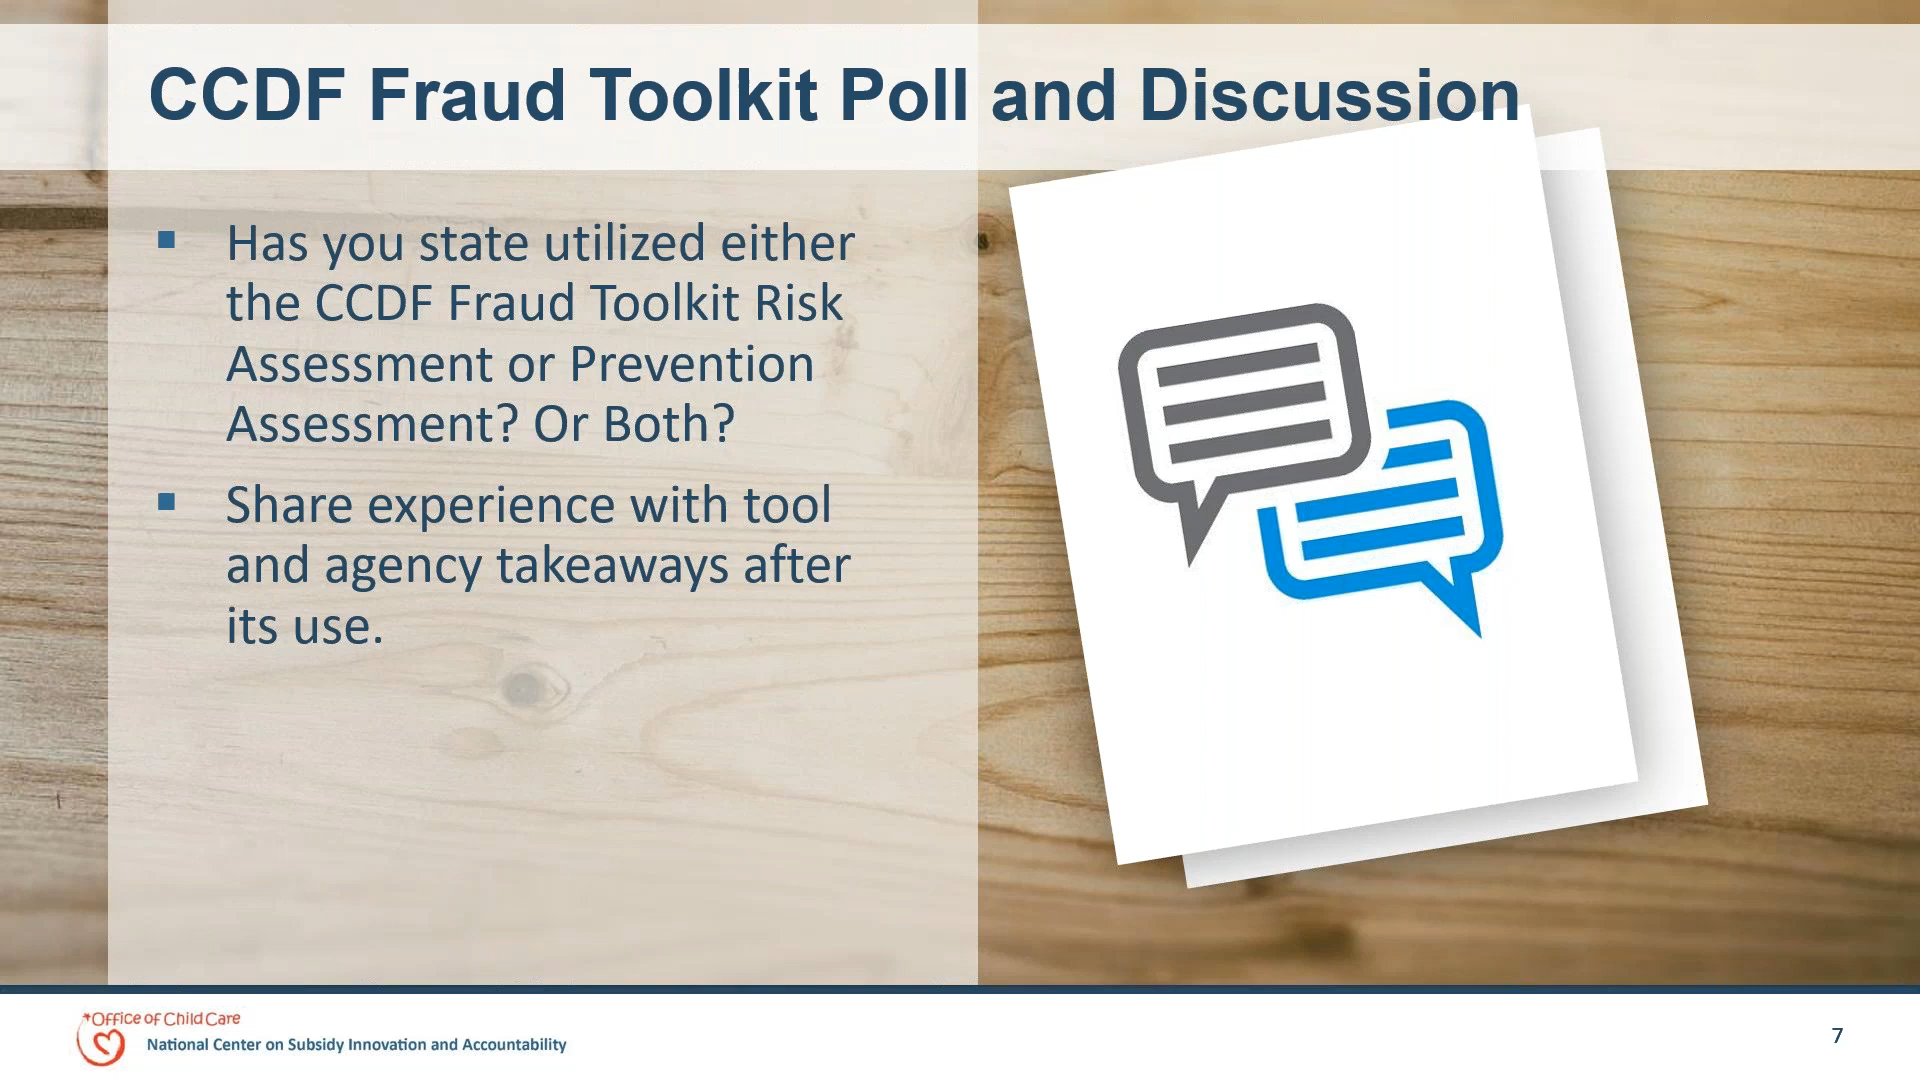 CCDF Fraud Toolkit Poll and Discussion
▪ Has you state utilized either
the CCDF Fraud Toolkit Risk
Assessment or Prevention
Assessment? Or Both?
▪ Share experience with tool
and agency takeaways after
its use.
Office of Child Care
National Center on Subsidy Innovation and Accountability
7